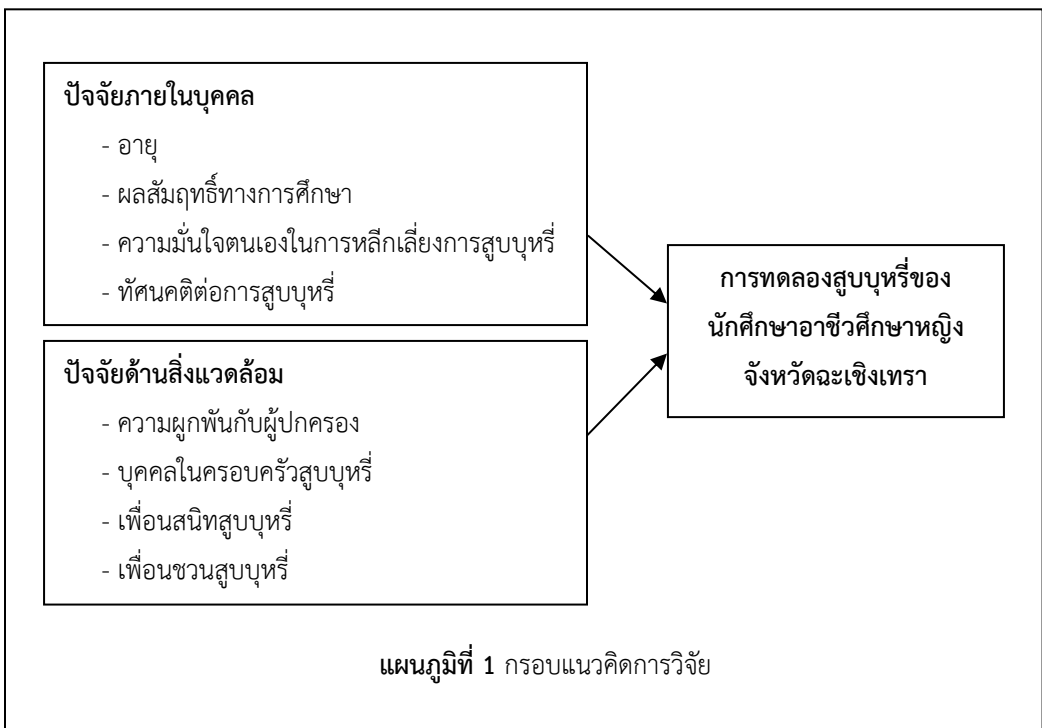 ปัจจัยภายในบุคคล
- อายุ
- ผลสัมฤทธิ์ทางการศึกษา
- ความมั่นใจตนเองในการหลีกเลี่ยงการสูบบุหรี่
- ทัศนคติต่อการสูบบุหรี่
ปัจจัยด้านสิ่งแวดล้อม
- ความผูกพันกับผู้ปกครอง
- บุคคลในครอบครัวสูบบุหรี่
- เพื่อนสนิทสูบบุหรี่
- เพื่อนชวนสูบบุหรี่
การทดลองสูบบุหรี่ของ
นักศึกษาอาชีวศึกษาหญิง
จังหวัดฉะเชิงเทรา
แผนภูมิที่ 1 กรอบแนวคิดการวิจัย